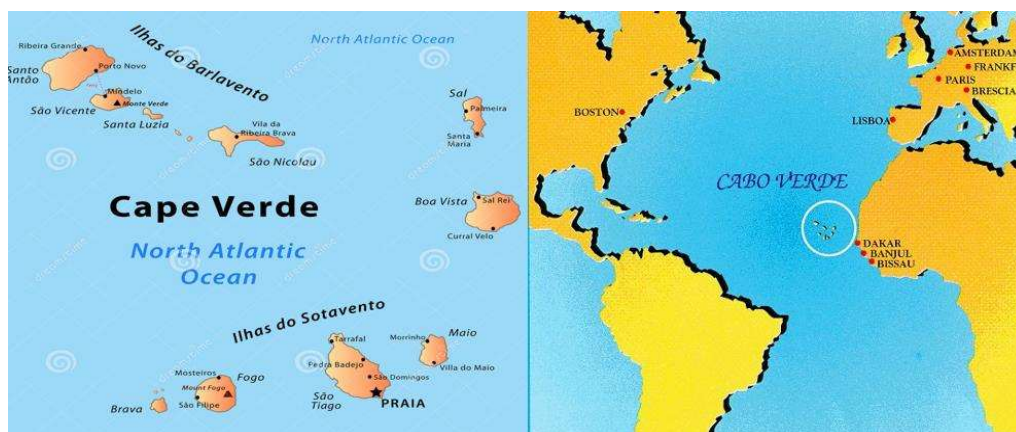 Ribeira Grande
Ilhas do Barlavento
North Atlantic Ocean
Santo
Antão
Porto Novo
Mindelo
Monte Verde
São Vicente
Santa Luzia
Vila da
Ribeira Brava
São Nicolau
Sal
Palmeira
Santa
Maria
Boa Vista
Sal Rei
Curral Velo
Cape Verde
North Atlantic
Ocean
Ilhas do Sotavento
Tarrafal
Pedra Badejo
São Domingos
São
Tiago
PRAIA
Maio
Morrinho
Villa do Maio
Mosteiros
Fogo
Mount Fogo
São Filipe
Brava
AMSTERDAM
FRANKF
PARIS
BRESCIA
BOSTON
LISBOA
CABO VERDE
DAKAR
BANJUL
BISSAU